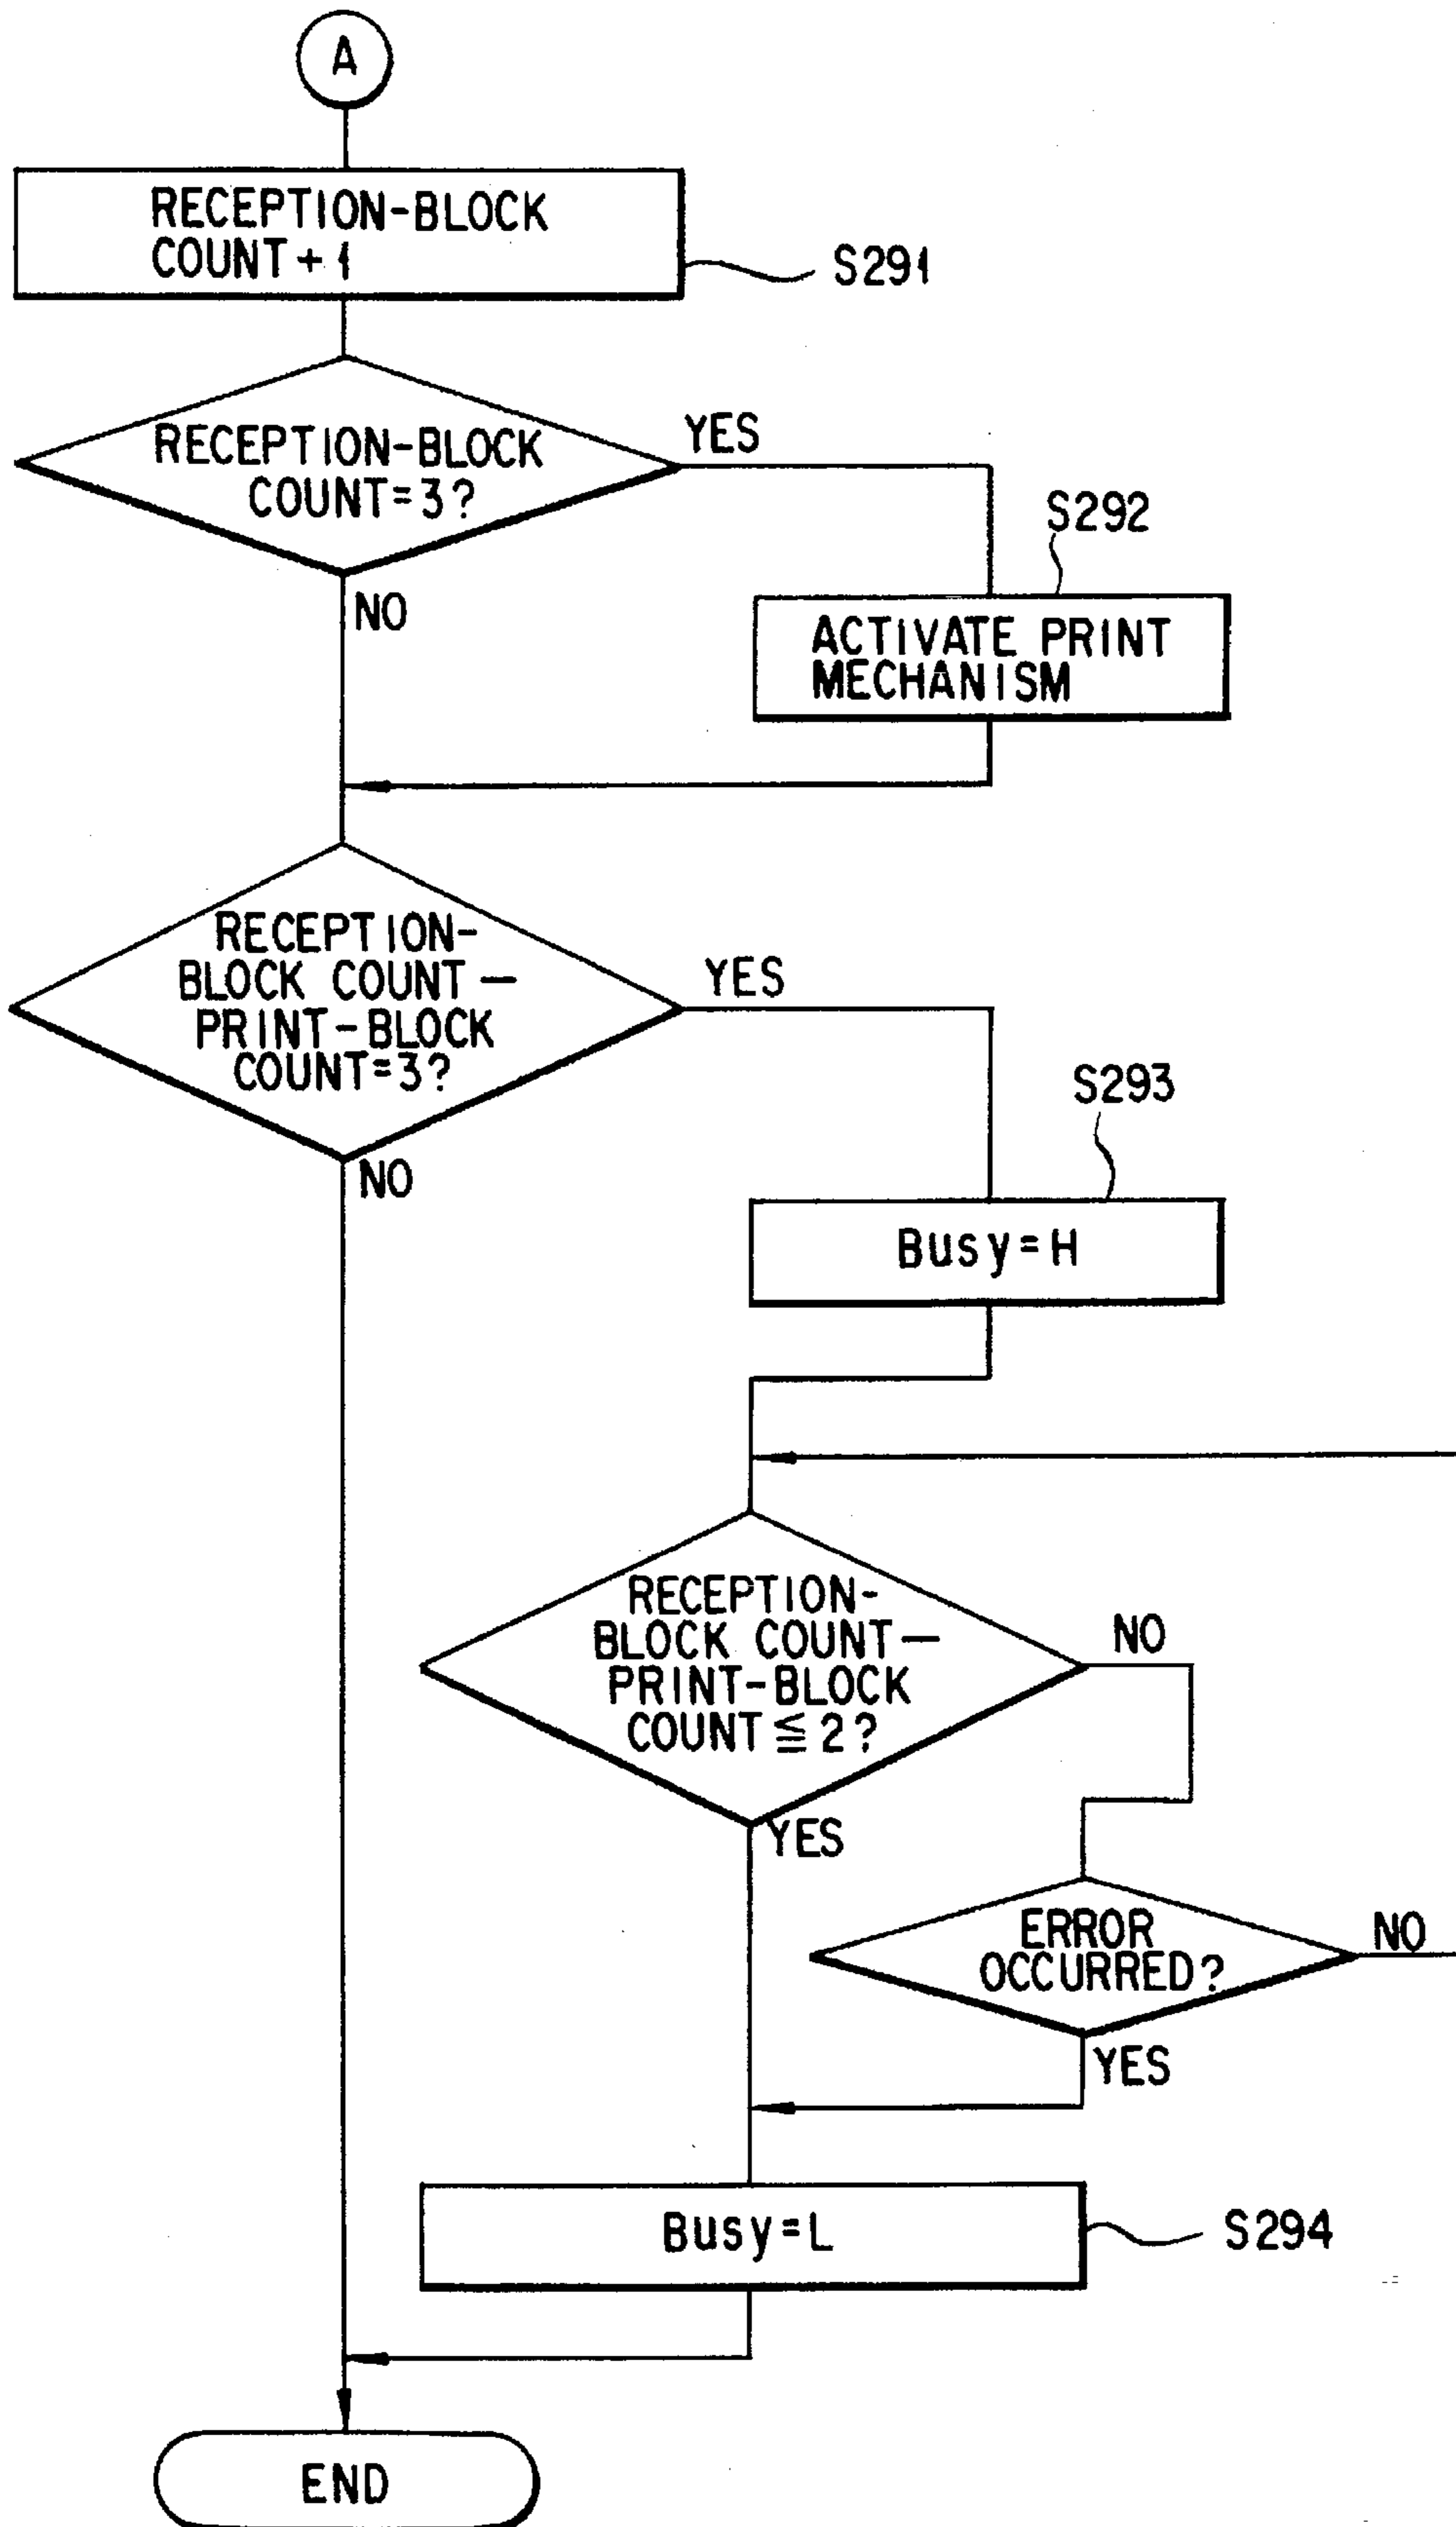 A
RECEPTION-BLOCK
COUNT+1
S291
RECEPTION-BLOCK
COUNT=3?
YES
NO
S292
ACTIVATE PRINT
MECHANISM
RECEPTION-
BLOCK COUNT—
PRINT-BLOCK
COUNT=3?
YES
NO
S293
Busy=H
RECEPTION-
BLOCK COUNT—
PRINT-BLOCK
COUNT≦2?
NO
YES
ERROR
OCCURRED?
NO
YES
Busy=L
S294
END